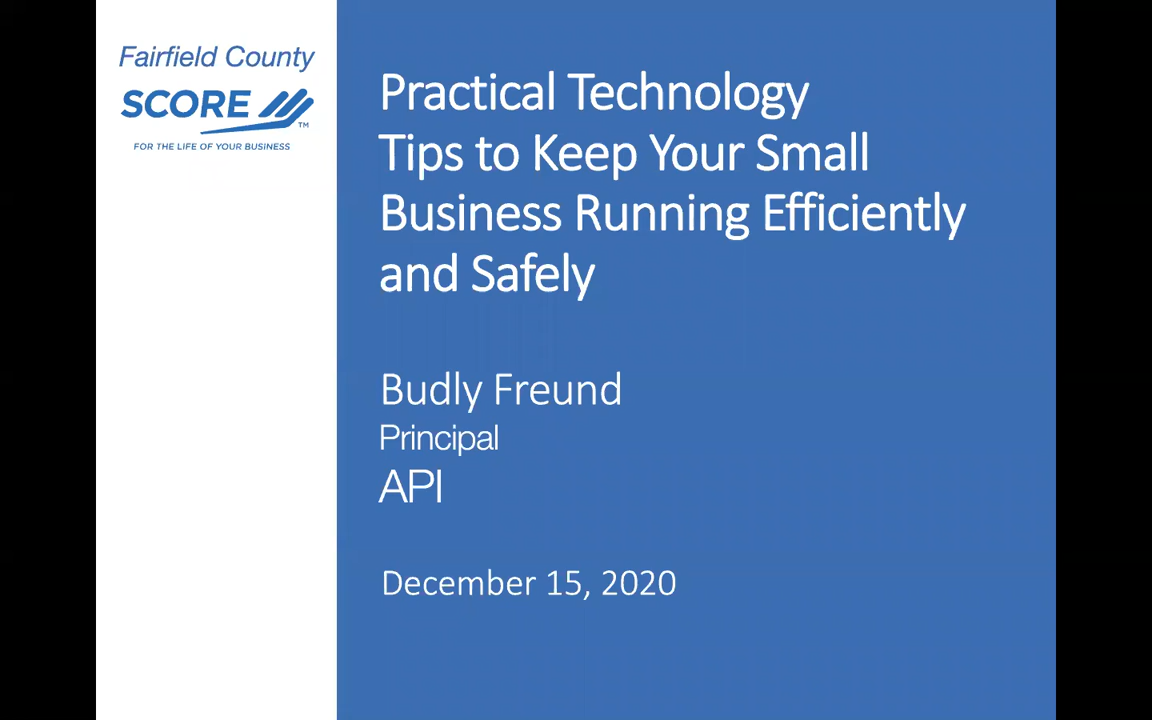 Fairfield County
SCORE
TM
FOR THE LIFE OF YOUR BUSINESS
Practical Technology
Tips to Keep Your Small
Business Running Efficiently
and Safely
Budly Freund
Principal
API
December 15, 2020